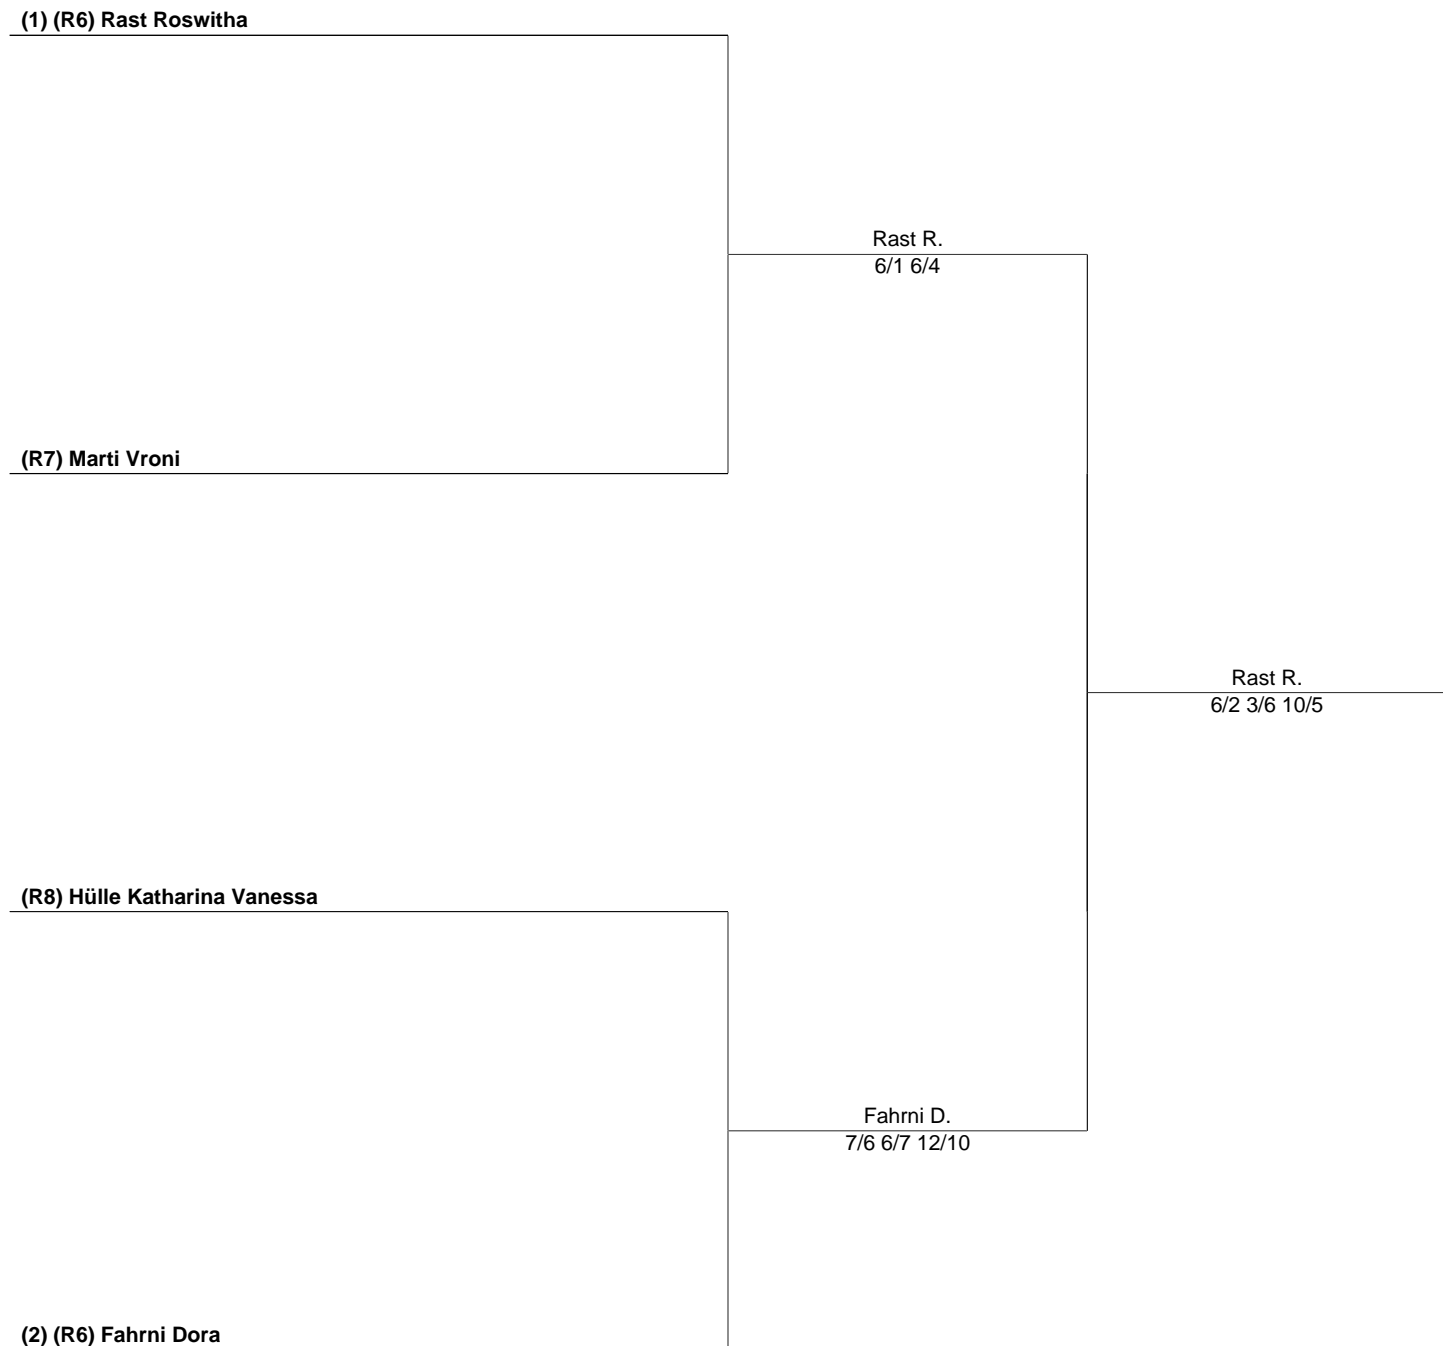 (1) (R6) Rast Roswitha
Rast R.
6/1 6/4
(R7) Marti Vroni
Rast R.
6/2 3/6 10/5
(R8) Hülle Katharina Vanessa
Fahrni D.
7/6 6/7 12/10
(2) (R6) Fahrni Dora